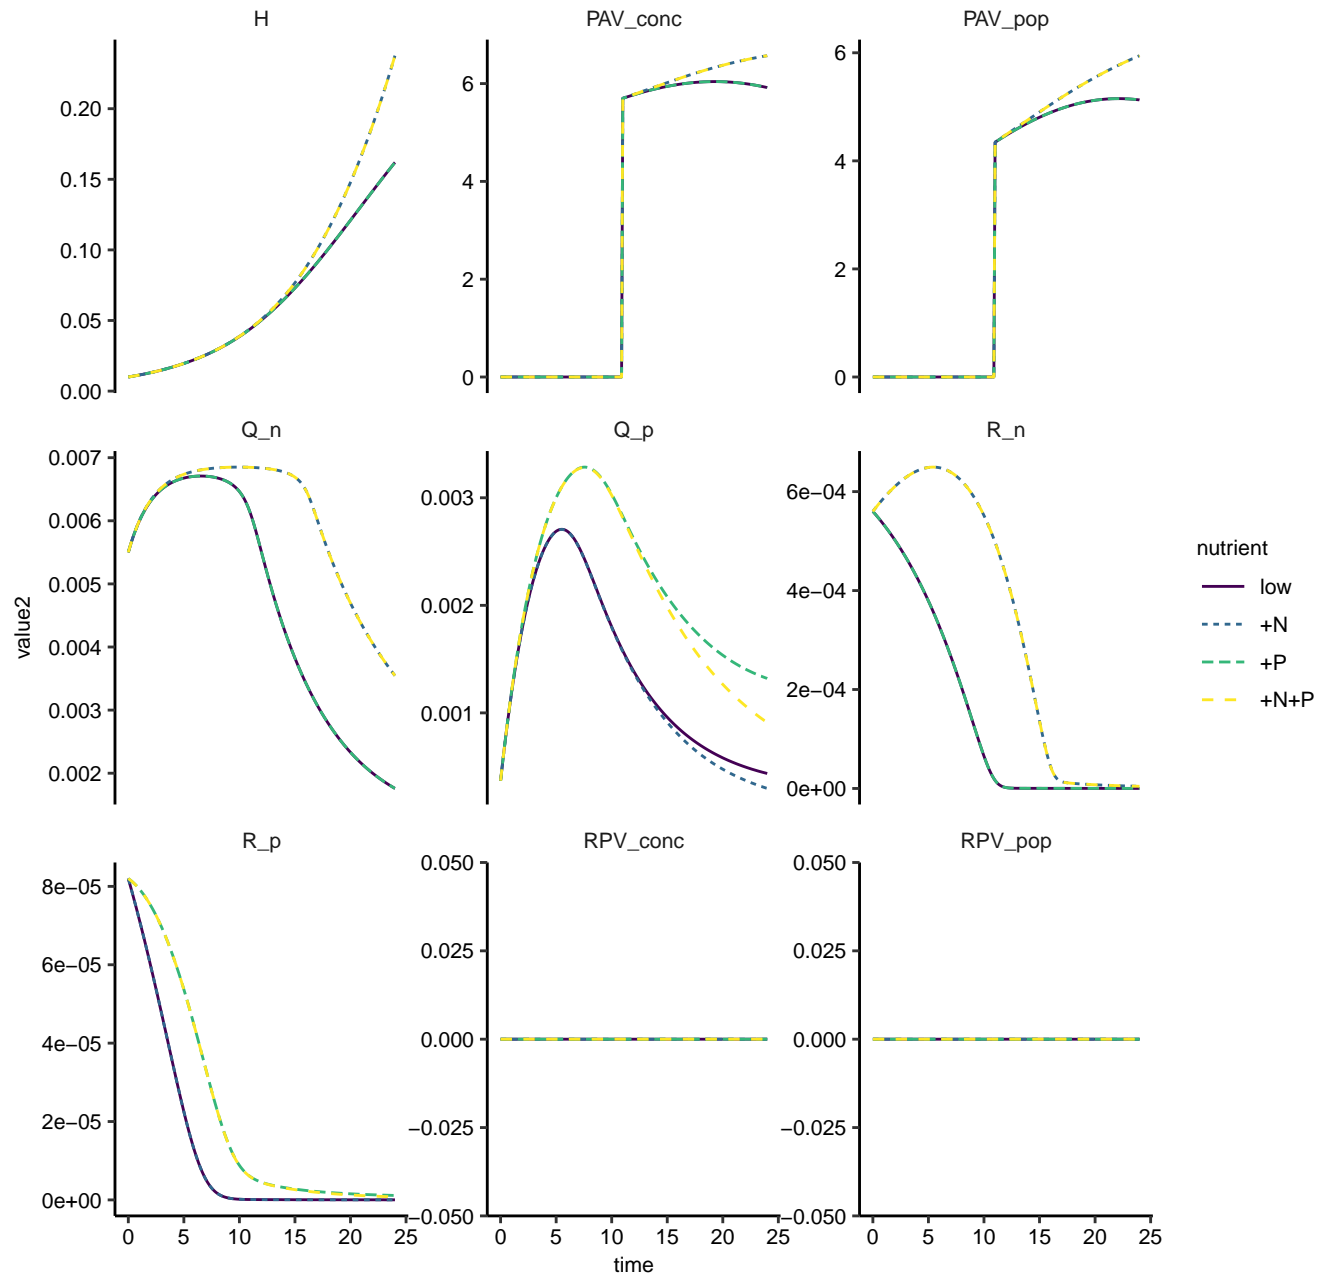 H
PAV_conc
PAV_pop
0.20
0.15
0.10
0.05
0.00
6
4
2
0
6
4
2
0
Q_n
Q_p
R_n
0.007
0.006
0.005
0.004
0.003
0.002
0.003
0.002
0.001
6e−04
4e−04
2e−04
0e+00
R_p
RPV_conc
RPV_pop
8e−05
6e−05
4e−05
2e−05
0e+00
0.050
0.025
0.000
−0.025
−0.050
0.050
0.025
0.000
−0.025
−0.050
0 5 10 15 20 25
0 5 10 15 20 25
0 5 10 15 20 25
time
value2
nutrient
low
+N
+P
+N+P